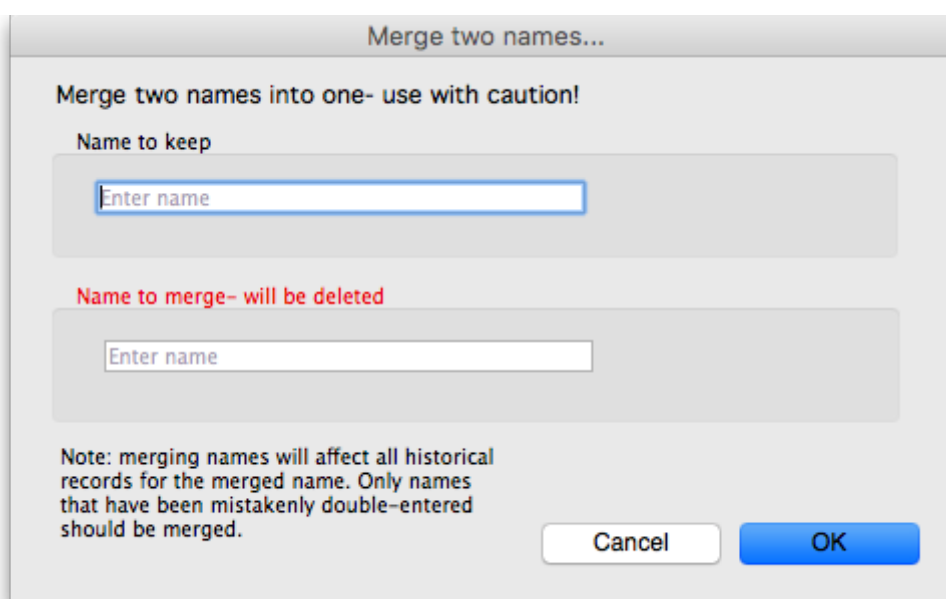 Merge two names...
Merge two names into one- use with caution!
Name to keep
Enter name
Name to merge– will be deleted
Enter name
Note: merging names will affect all historical
records for the merged name. Only names
that have been mistakenly double–entered
should be merged.
Cancel
OK